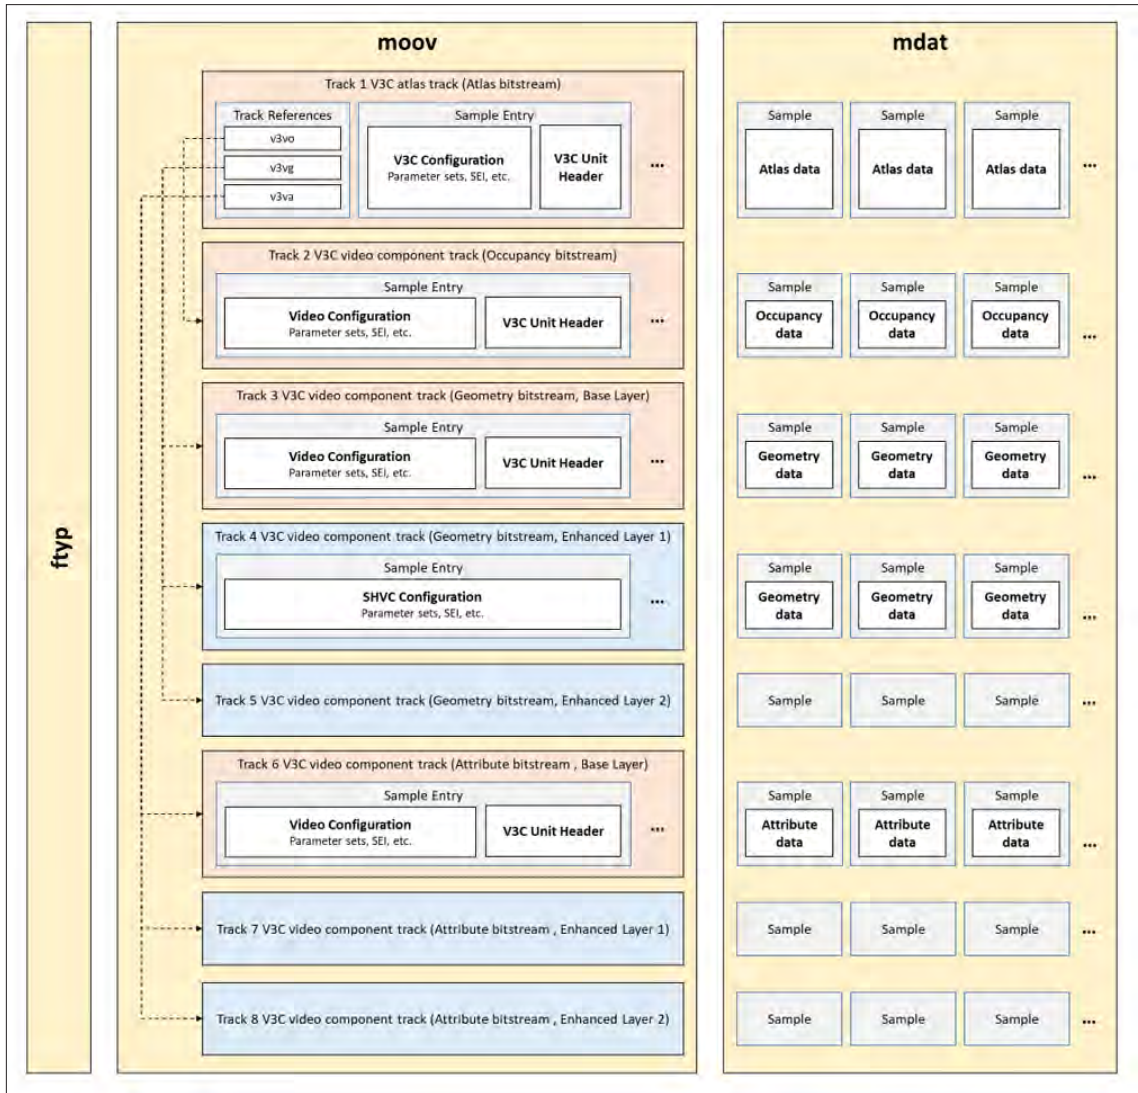 ftyp
moov
Track 1 V3C atlas track (Atlas bitstream)
Track References
v3vo
v3vg
v3va
Sample Entry
V3C Configuration
Parameter sets, SEI, etc.
V3C Unit
Header
...
Track 2 V3C video component track (Occupancy bitstream)
Sample Entry
Video Configuration
Parameter sets, SEI, etc.
V3C Unit Header
...
Track 3 V3C video component track (Geometry bitstream, Base Layer)
Sample Entry
Video Configuration
Parameter sets, SEI, etc.
V3C Unit Header
...
Track 4 V3C video component track (Geometry bitstream, Enhanced Layer 1)
Sample Entry
SHVC Configuration
Parameter sets, SEI, etc.
...
Track 5 V3C video component track (Geometry bitstream, Enhanced Layer 2)
Track 6 V3C video component track (Attribute bitstream , Base Layer)
Sample Entry
Video Configuration
Parameter sets, SEI, etc.
V3C Unit Header
...
Track 7 V3C video component track (Attribute bitstream , Enhanced Layer 1)
Track 8 V3C video component track (Attribute bitstream , Enhanced Layer 2)
mdat
Sample Sample Sample
Atlas data Atlas data Atlas data ...
Sample Sample Sample
Occupancy Occupancy Occupancy
data data data ...
Sample Sample Sample
Geometry Geometry Geometry
data data data ...
Sample Sample Sample
Geometry Geometry Geometry
data data data ...
Sample Sample Sample ...
Sample Sample Sample
Attribute Attribute Attribute
data data data ...
Sample Sample Sample ...
Sample Sample Sample ...